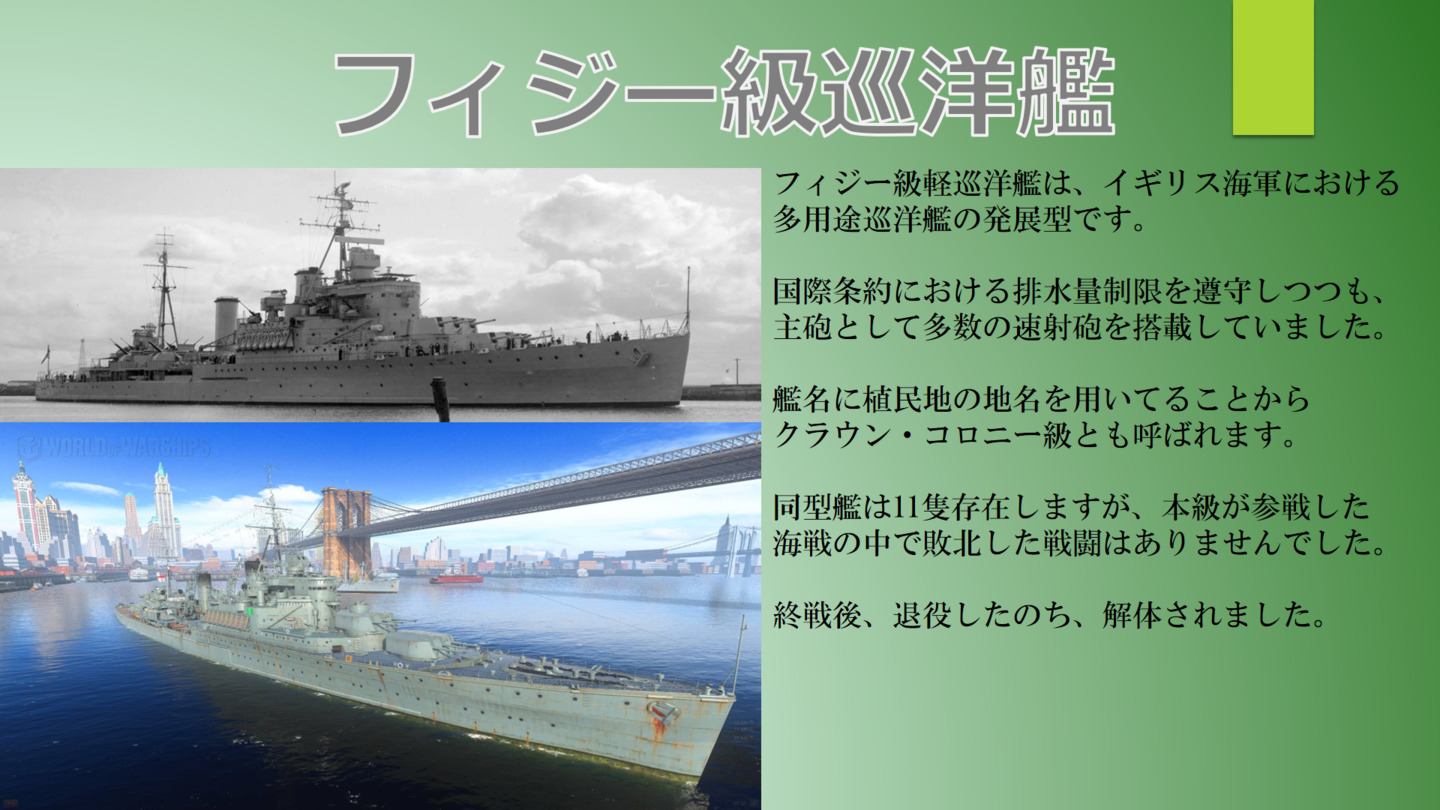 フィジー級巡洋艦
フィジー級軽巡洋艦は、イギリス海軍における
多用途巡洋艦の発展型です。
国際条約における排水量制限を遵守しつつも、
主砲として多数の速射砲を搭載していました。
艦名に植民地の地名を用いてることから
クラウン・コロニー級とも呼ばれます。
同型艦は11隻存在しますが、本級が参戦した
海戦の中で敗北した戦闘はありませんでした。
終戦後、退役したのち、解体されました。
WORLD OF WARSHIPS